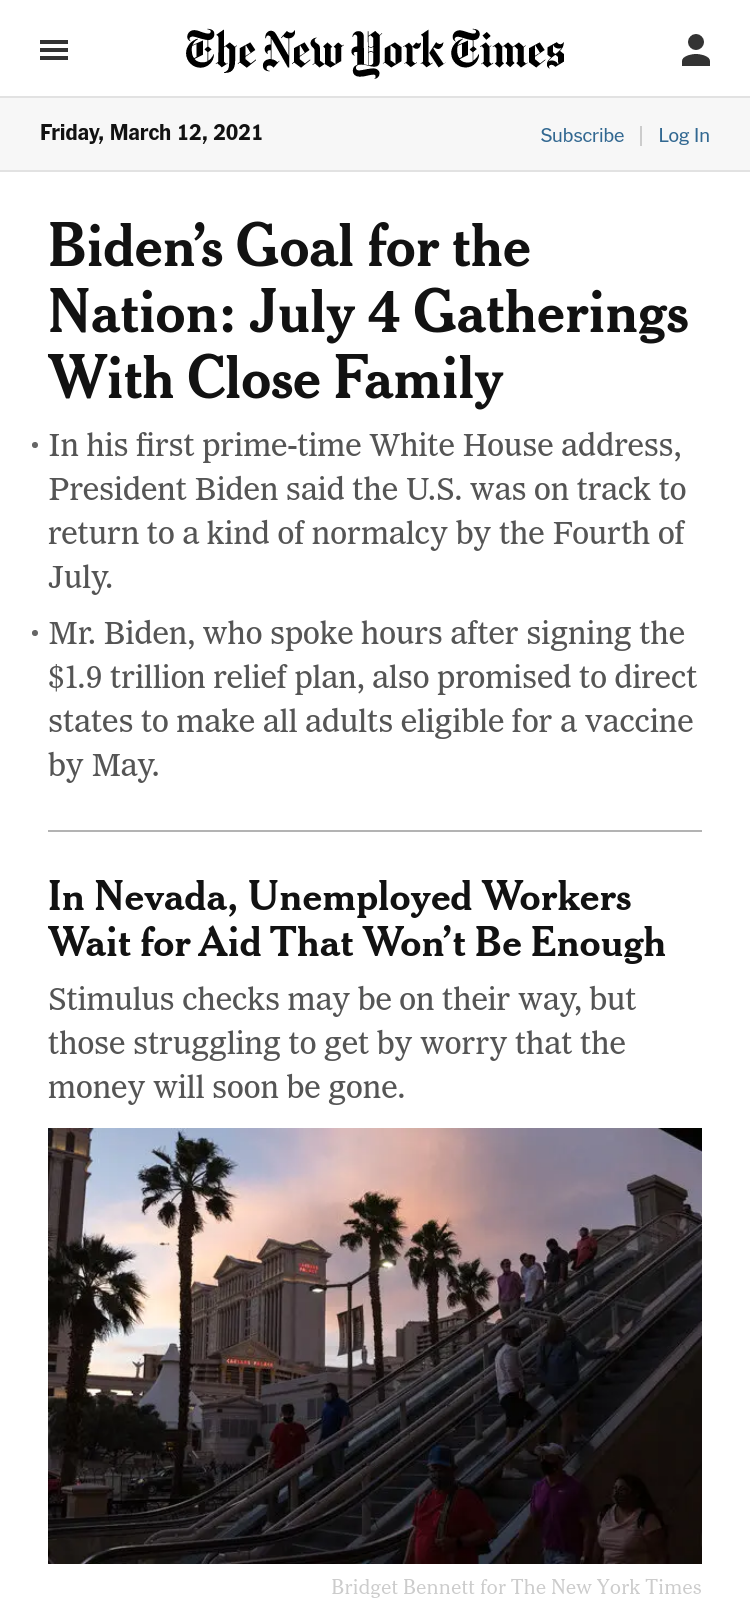 The New York Times
Friday, March 12, 2021
Subscribe | Log In
Biden’s Goal for the
Nation: July 4 Gatherings
With Close Family
• In his first prime-time White House address,
President Biden said the U.S. was on track to
return to a kind of normalcy by the Fourth of
July.
• Mr. Biden, who spoke hours after signing the
$1.9 trillion relief plan, also promised to direct
states to make all adults eligible for a vaccine
by May.
In Nevada, Unemployed Workers
Wait for Aid That Won’t Be Enough
Stimulus checks may be on their way, but
those struggling to get by worry that the
money will soon be gone.
CAESARS PALACE
CAESARS PALACE
Bridget Bennett for The New York Times